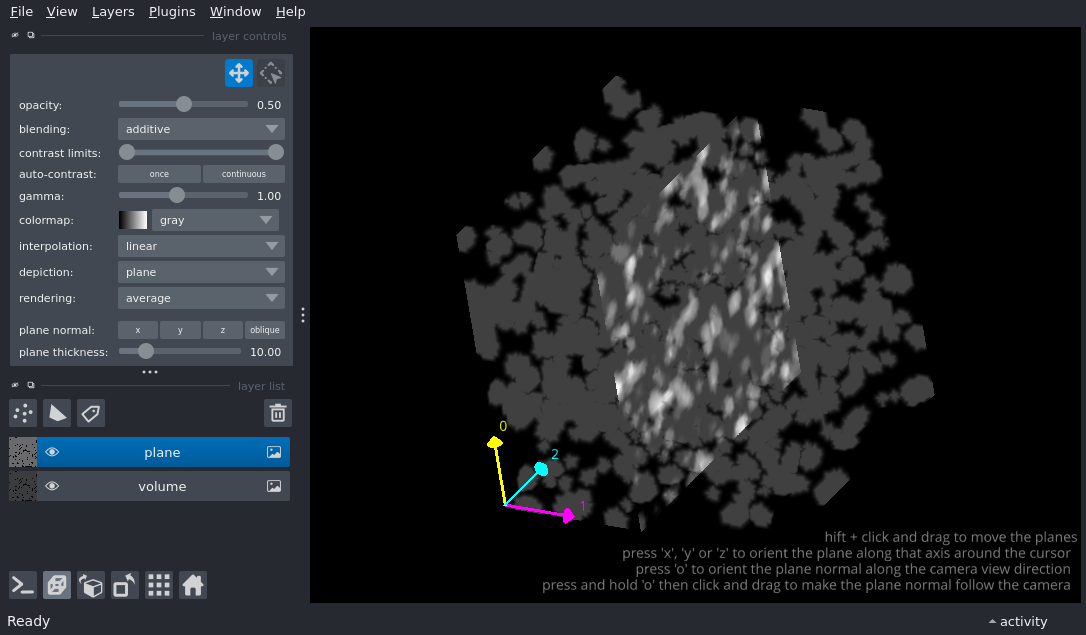 File View Layers Plugins Window Help
layer controls
opacity: 0.50
blending: additive
contrast limits:
auto-contrast: once continuous
gamma: 1.00
colormap: gray
interpolation: linear
depiction: plane
rendering: average
plane normal: x y z oblique
plane thickness: 10.00
layer list
plane
volume
0
2
1
hift + click and drag to move the planes
press 'x', 'y' or 'z' to orient the plane along that axis around the cursor
press 'o' to orient the plane normal along the camera view direction
press and hold 'o' then click and drag to make the plane normal follow the camera
Ready activity